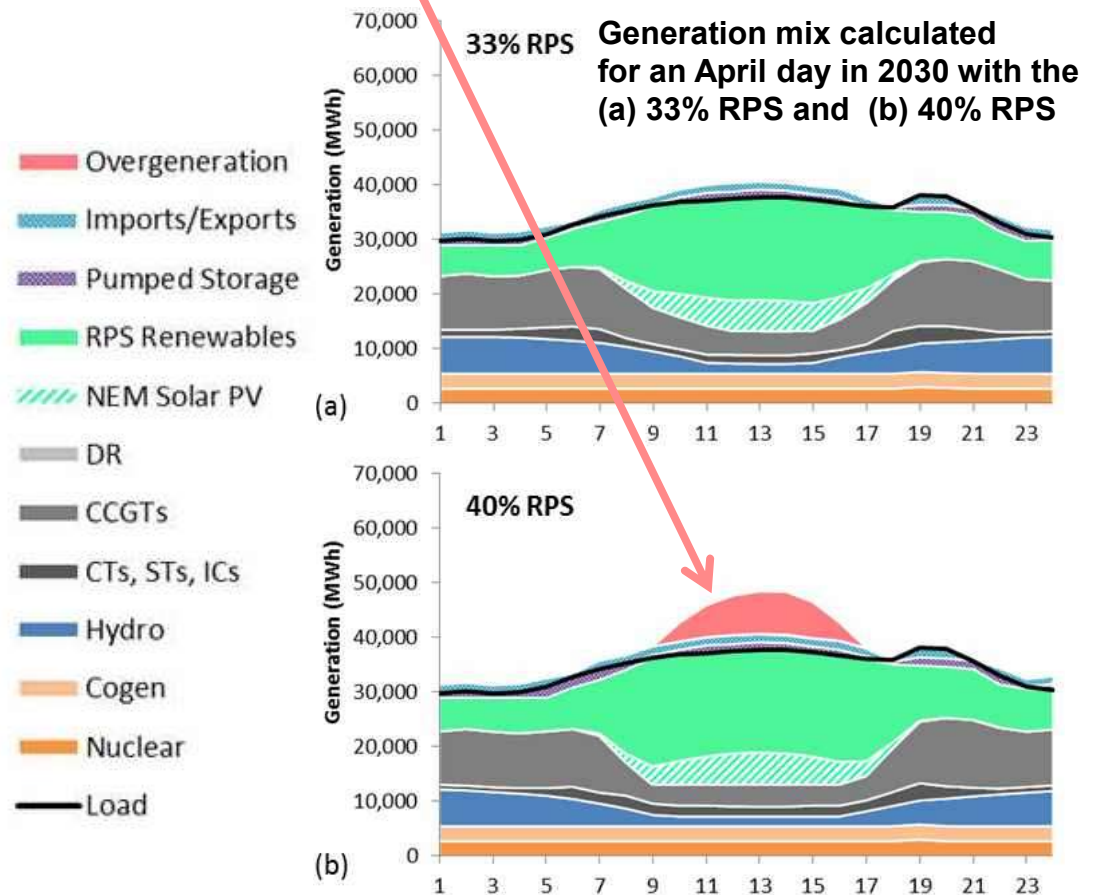 Generation mix calculated
for an April day in 2030 with the
(a) 33% RPS and (b) 40% RPS
Overgeneration
Imports/Exports
Pumped Storage
RPS Renewables
NEM Solar PV
DR
CCGTs
CTs, STs, ICs
Hydro
Cogen
Nuclear
Load
33% RPS
Generation (MWh)
70,000
60,000
50,000
40,000
30,000
20,000
10,000
0
(a)
1 3 5 7 9 11 13 15 17 19 21 23
40% RPS
Generation (MWh)
70,000
60,000
50,000
40,000
30,000
20,000
10,000
0
(b)
1 3 5 7 9 11 13 15 17 19 21 23